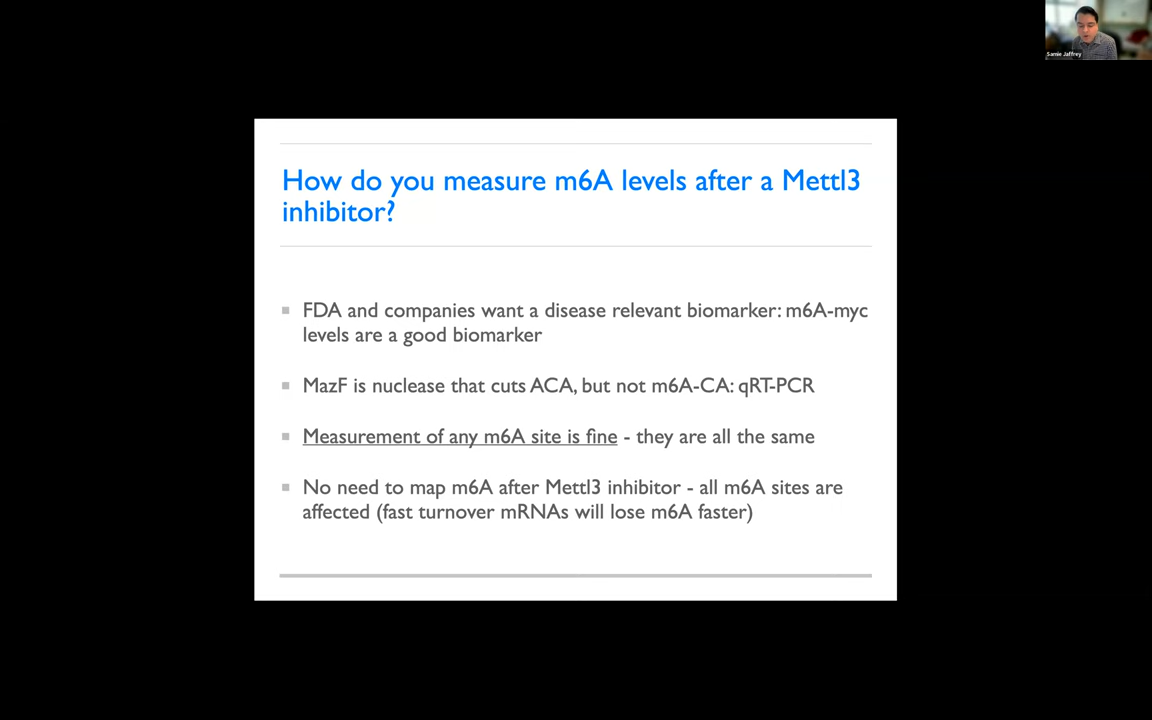 Samie Jaffrey
How do you measure m6A levels after a Mettl3
inhibitor?
FDA and companies want a disease relevant biomarker: m6A-myc
levels are a good biomarker
MazF is nuclease that cuts ACA, but not m6A-CA: qRT-PCR
Measurement of any m6A site is fine - they are all the same
No need to map m6A after Mettl3 inhibitor - all m6A sites are
affected (fast turnover mRNAs will lose m6A faster)